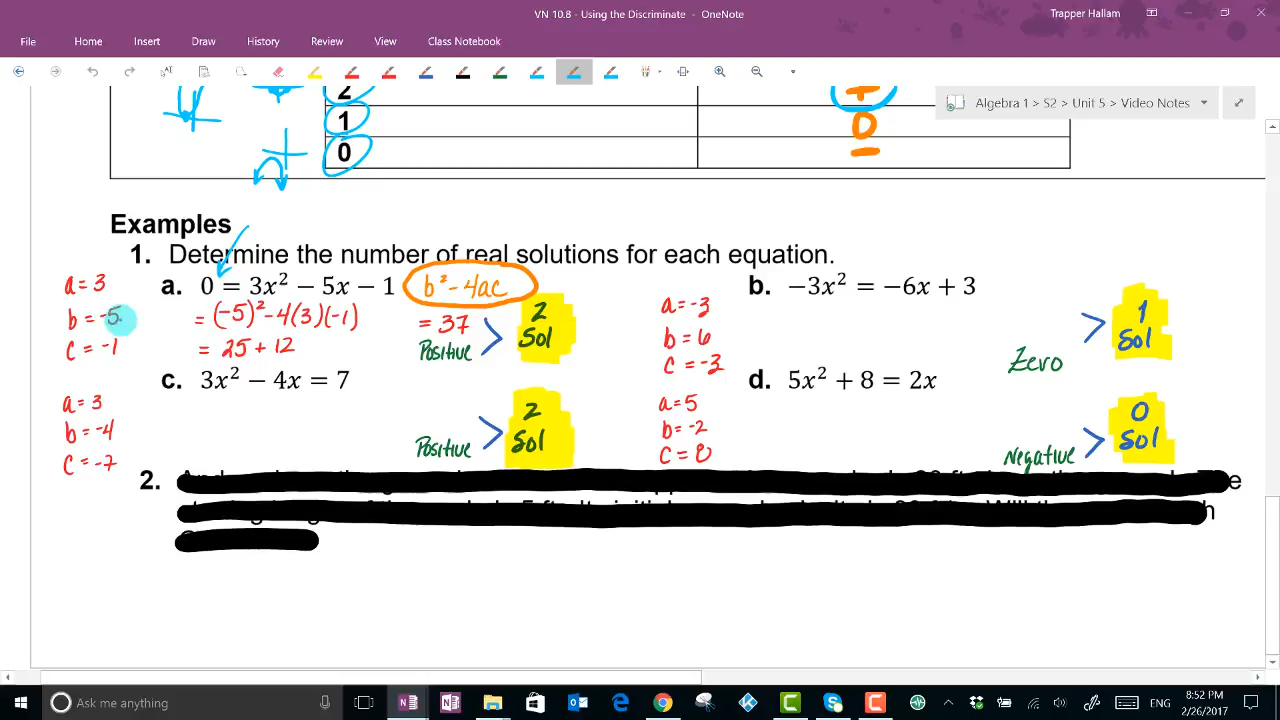 VN 10.8 - Using the Discriminate - OneNote
Trapper Hallam
File Home Insert Draw History Review View Class Notebook
Algebra 1 > S2 > Unit 5 > Video Notes
2 +
1 0
0 −
Examples
1. Determine the number of real solutions for each equation.
a. 0 = 3x² − 5x − 1 b² - 4ac
a = 3
b = -5
c = -1
= (-5)² - 4(3)(-1)
= 25 + 12
= 37
Positive > 2 Sol
b. −3x² = −6x + 3
a = -3
b = 6
c = -3
Zero > 1 Sol
c. 3x² − 4x = 7
a = 3
b = -4
c = -7
Positive > 2 Sol
d. 5x² + 8 = 2x
a = 5
b = -2
c = 8
negative > 0 Sol
2.
Ask me anything
ENG
8:52 PM
2/26/2017